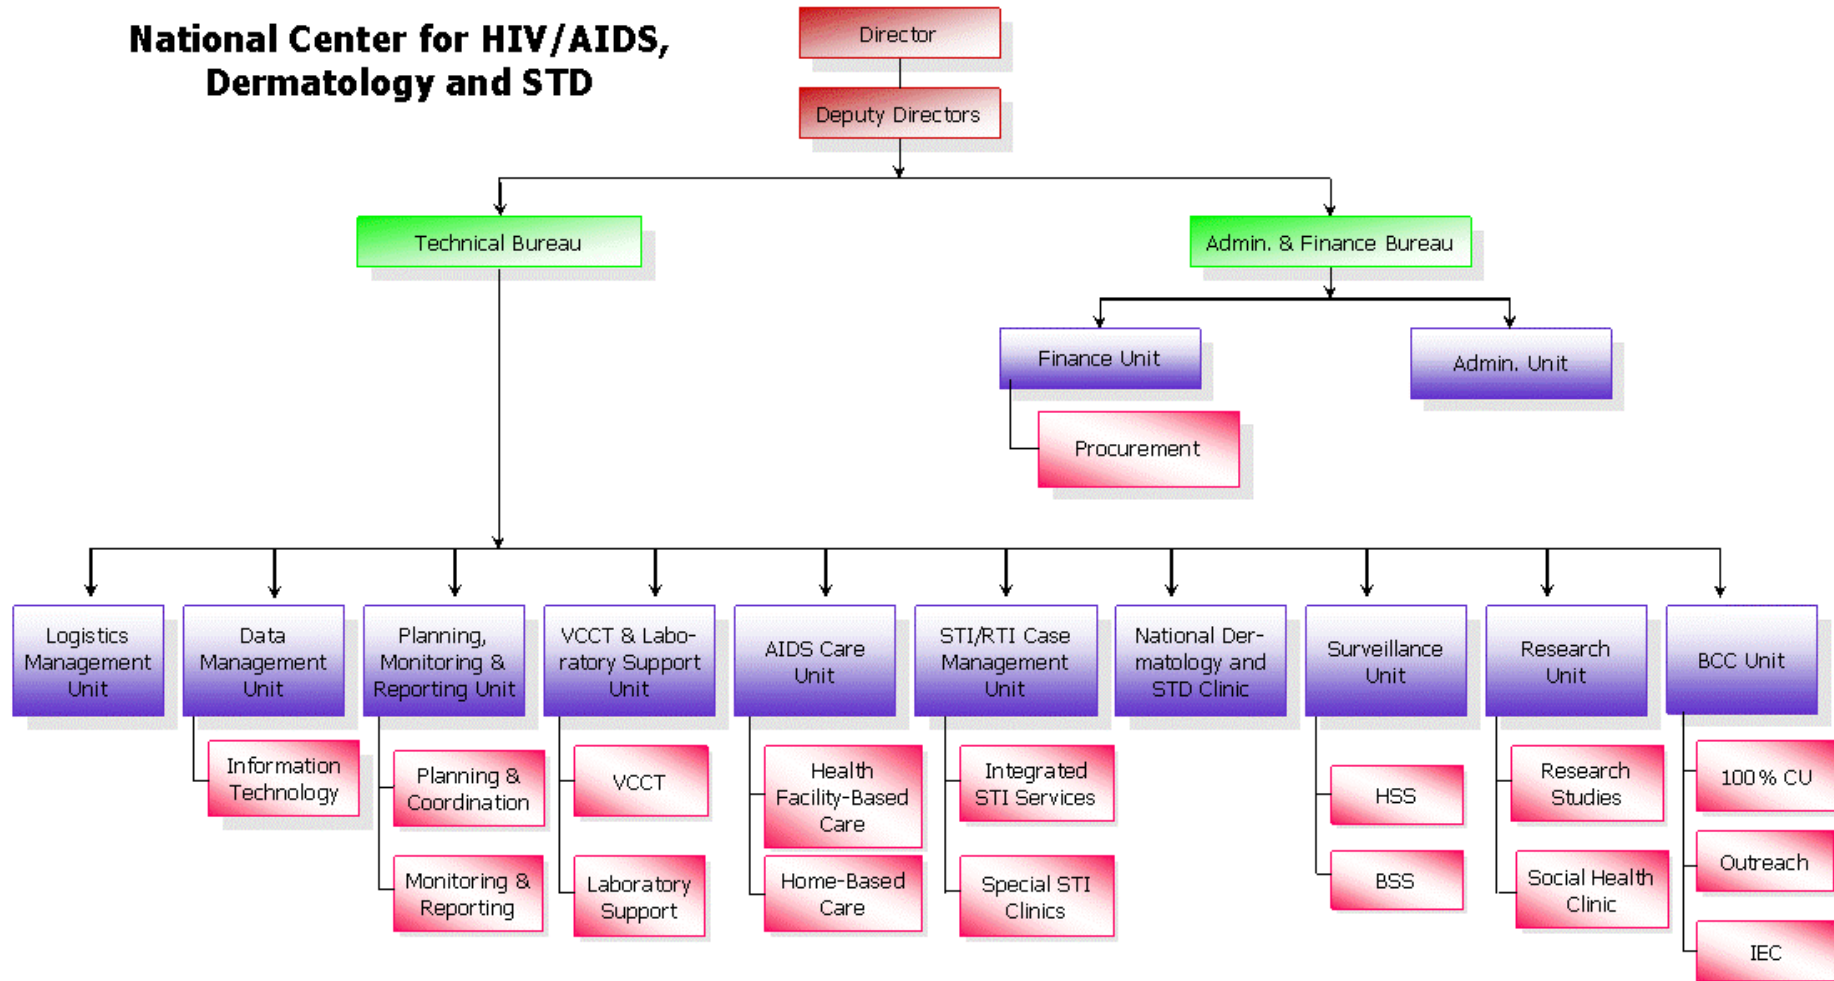 National Center for HIV/AIDS,
Dermatology and STD
Director
Deputy Directors
Technical Bureau
Admin. & Finance Bureau
Finance Unit
Admin. Unit
Procurement
Logistics
Management
Unit
Data
Management
Unit
Planning,
Monitoring &
Reporting Unit
VCCT & Labo-
ratory Support
Unit
AIDS Care
Unit
STI/RTI Case
Management
Unit
National Der-
matology and
STD Clinic
Surveillance
Unit
Research
Unit
BCC Unit
Information
Technology
Planning &
Coordination
Monitoring &
Reporting
VCCT
Laboratory
Support
Health
Facility-Based
Care
Home-Based
Care
Integrated
STI Services
Special STI
Clinics
HSS
BSS
Research
Studies
Social Health
Clinic
100% CU
Outreach
IEC